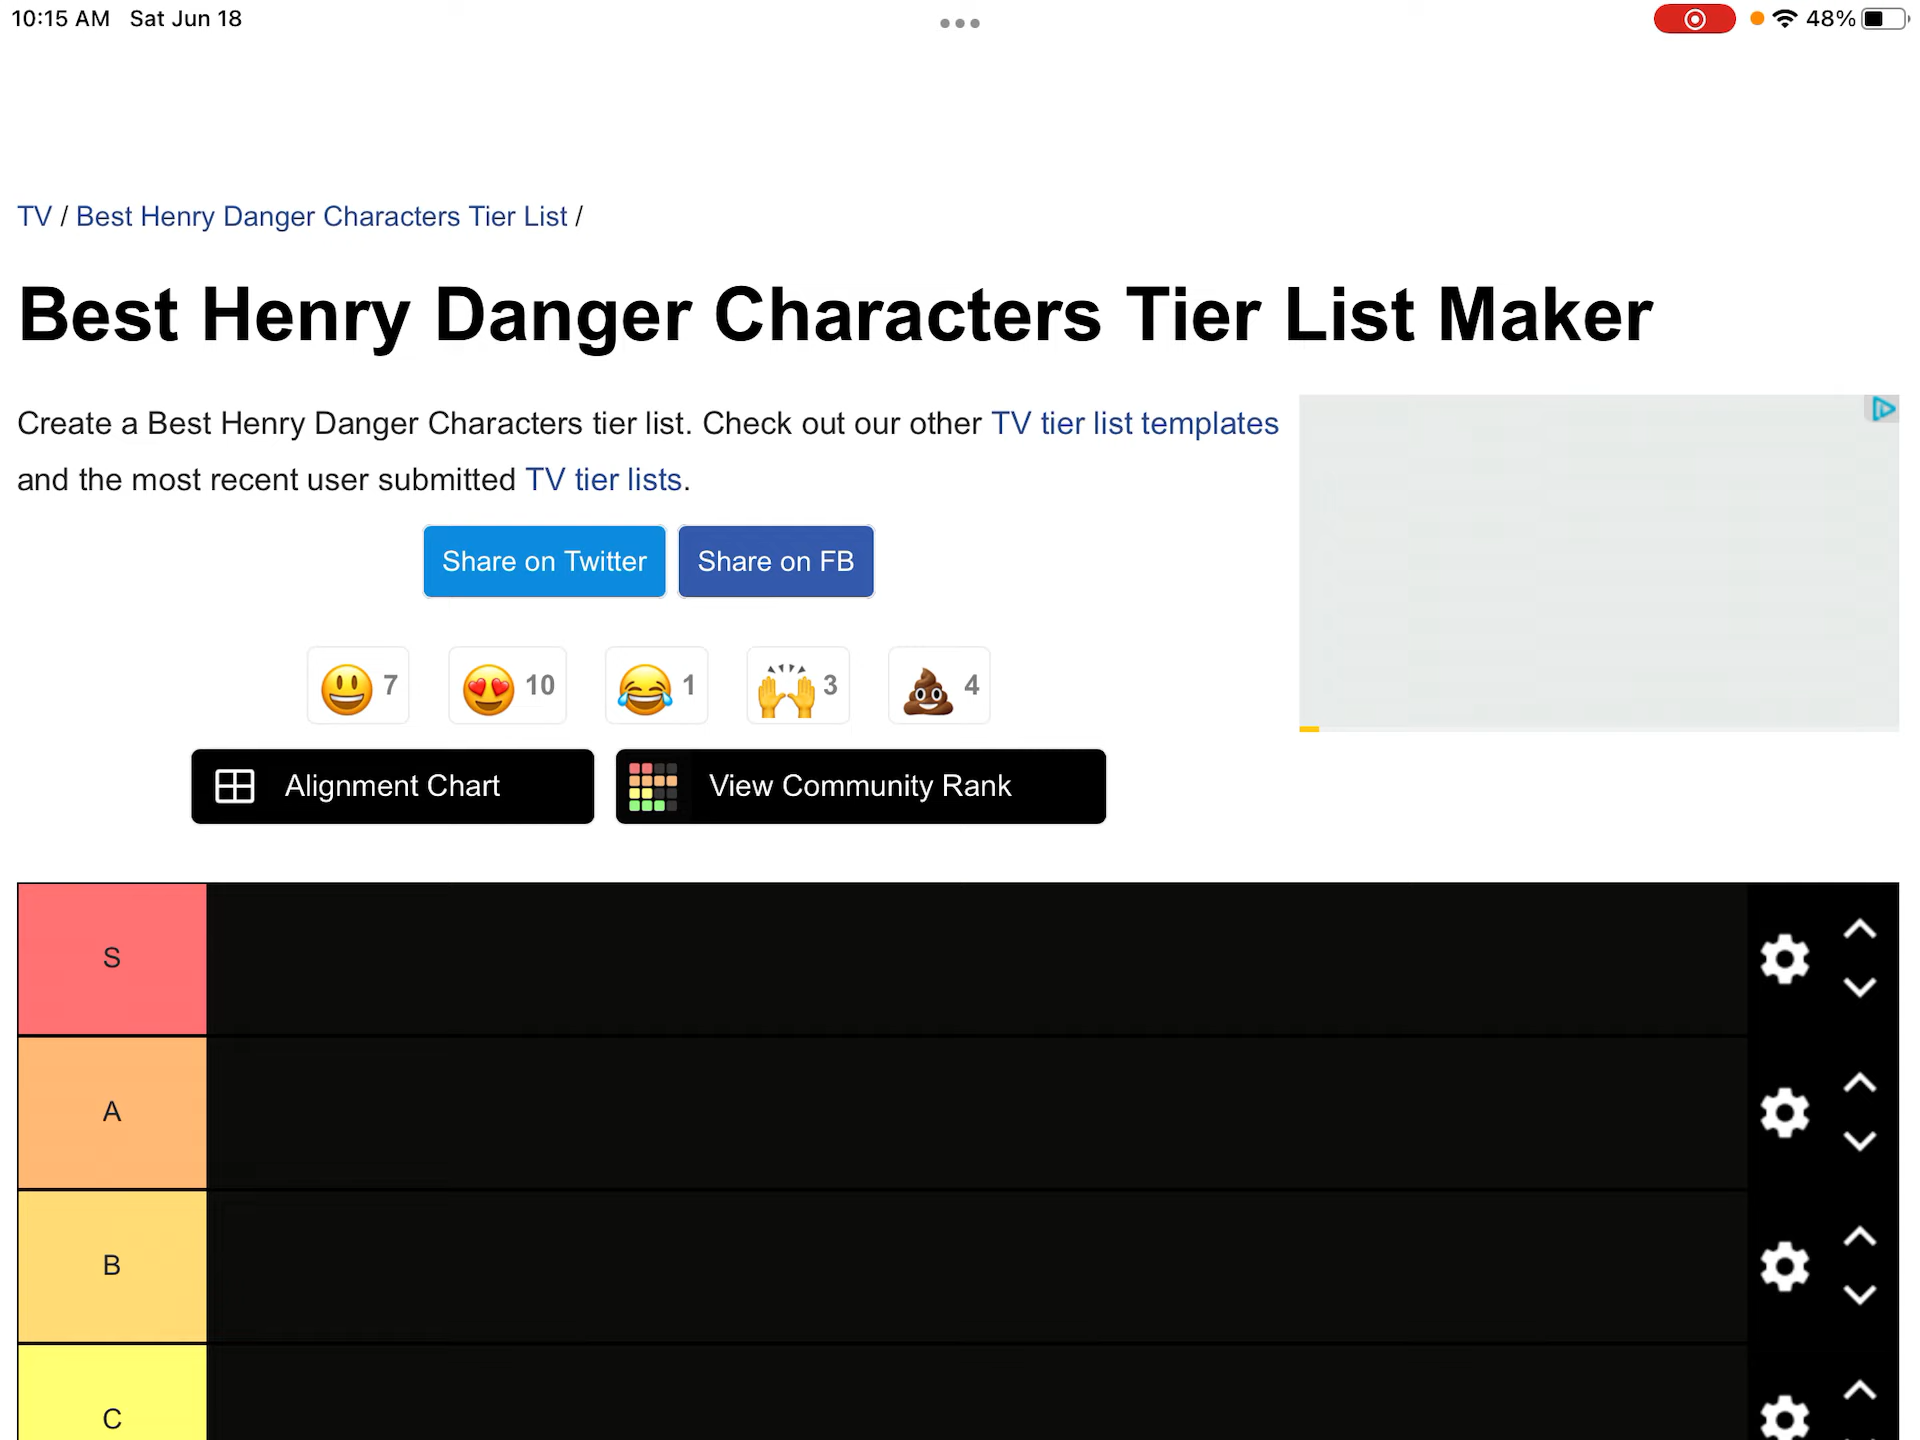 10:15 AM Sat Jun 18
48%
TV / Best Henry Danger Characters Tier List /
Best Henry Danger Characters Tier List Maker
Create a Best Henry Danger Characters tier list. Check out our other TV tier list templates
and the most recent user submitted TV tier lists.
Share on Twitter
Share on FB
7
10
1
3
4
Alignment Chart
View Community Rank
S
A
B
C